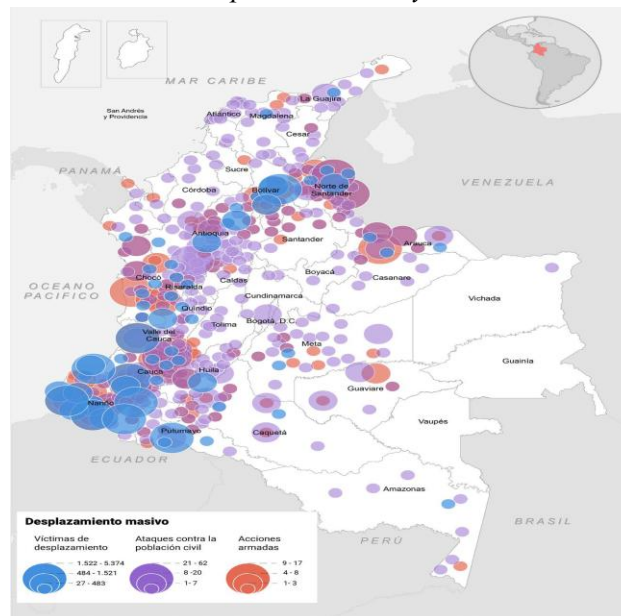 MAR CARIBE
San Andrés
y Providencia
La Guajira
Atlántico
Magdalena
Cesar
PANAMÁ
Sucre
Córdoba
Bolívar
Norte de
Santander
VENEZUELA
Antioquia
Santander
Arauca
Chocó
Boyacá
Casanare
OCEANO
PACIFICO
Risaralda
Caldas
Cundinamarca
Vichada
Quindío
Tolima
Bogotá, D.C.
Valle del
Cauca
Meta
Guainía
Cauca
Huila
Guaviare
Nariño
Vaupés
Putumayo
Caquetá
ECUADOR
Amazonas
BRASIL
PERÚ
Desplazamiento masivo
Víctimas de
desplazamiento
1.522 - 5.374
484 - 1.521
27 - 483
Ataques contra la
población civil
21 - 62
8 - 20
1 - 7
Acciones
armadas
9 - 17
4 - 8
1 - 3